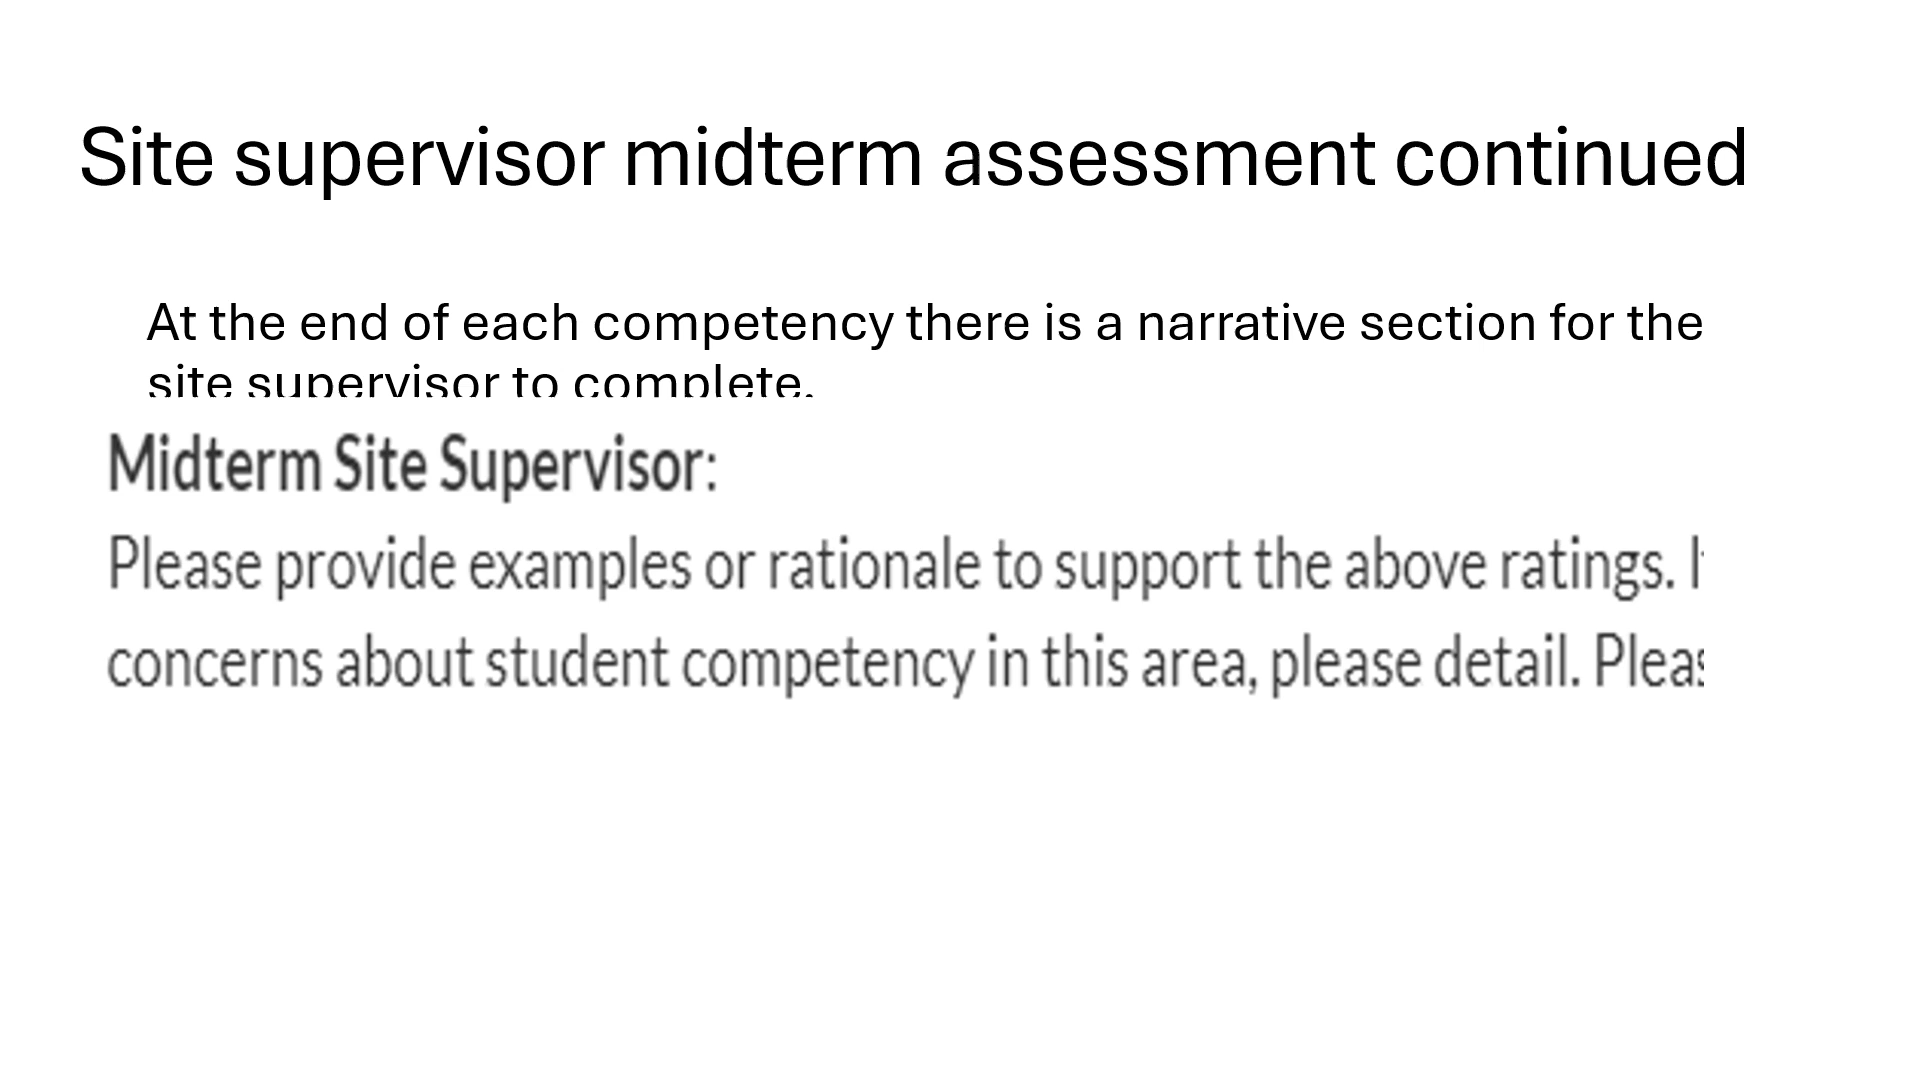 Site supervisor midterm assessment continued
At the end of each competency there is a narrative section for the
site supervisor to complete.
Midterm Site Supervisor:
Please provide examples or rationale to support the above ratings.
concerns about student competency in this area, please detail.